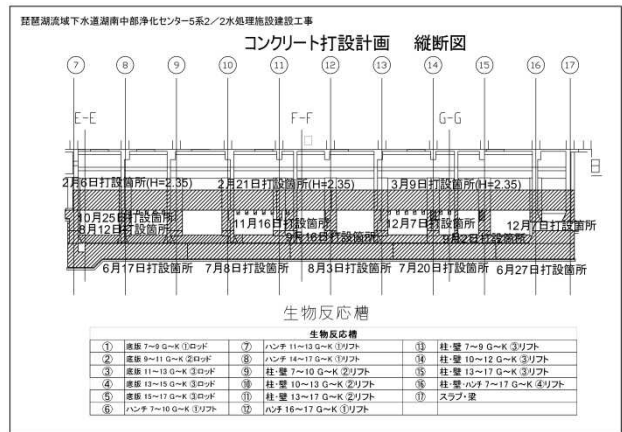 琵琶湖流域下水道湖南中部浄化センター5系2／2水処理施設建設工事
コンクリート打設計画　縦断図
⑦ ⑧ ⑨ ⑩ ⑪ ⑫ ⑬ ⑭ ⑮ ⑯ ⑰
E-E F-F G-G
2月6日打設箇所(H=2.35) 2月21日打設箇所(H=2.35) 3月9日打設箇所(H=2.35)
10月25日打設箇所 11月16日打設箇所 12月7日打設箇所 12月7日打設箇所
8月12日打設箇所 9月16日打設箇所 9月2日打設箇所
6月17日打設箇所 7月8日打設箇所 8月3日打設箇所 7月20日打設箇所 6月27日打設箇所
生物反応槽
生物反応槽
① 底版 7~9 G~K ①ロッド ⑦ ハンチ 11~13 G~K ①リフト ⑬ 柱・壁 7~9 G~K ③リフト
② 底版 9~11 G~K ②ロッド ⑧ ハンチ 14~17 G~K ①リフト ⑭ 柱・壁 10~12 G~K ③リフト
③ 底版 11~13 G~K ③ロッド ⑨ 柱・壁 7~10 G~K ②リフト ⑮ 柱・壁 13~17 G~K ③リフト
④ 底版 13~15 G~K ③ロッド ⑩ 柱・壁 10~13 G~K ②リフト ⑯ 柱・壁・ハンチ 7~17 G~K ④リフト
⑤ 底版 15~17 G~K ③ロッド ⑪ 柱・壁 13~17 G~K ②リフト ⑰ スラブ・梁
⑥ ハンチ 7~10 G~K ①リフト ⑫ ハンチ 16~17 G~K ①リフト